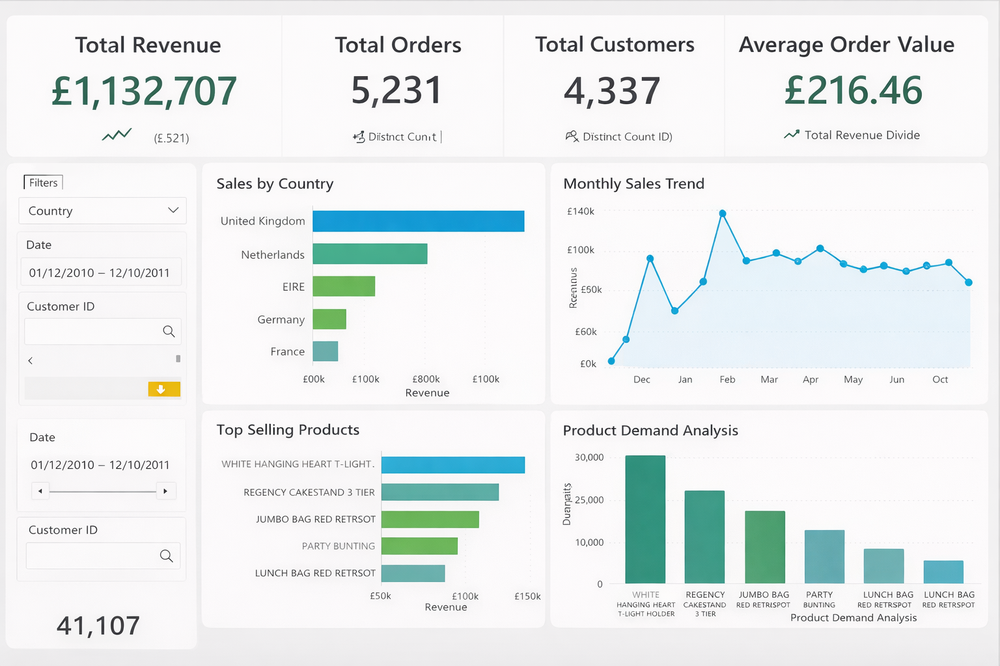 Total Revenue
£1,132,707
(£.521)
Total Orders
5,231
Distnct Cunıt |
Total Customers
4,337
Distinct Count ID)
Average Order Value
£216.46
Total Revenue Divide
Filters
Country
Date
01/12/2010 – 12/10/2011
Customer ID
Date
01/12/2010 – 12/10/2011
Customer ID
41,107
Sales by Country
United Kingdom
Netherlands
EIRE
Germany
France
£00k £100k £800k £100k
Revenue
Monthly Sales Trend
£140k
£100k
£50k
£60k
£0k
Dec Jan Feb Mar Apr May Jun Oct
Top Selling Products
WHITE HANGING HEART T-LIGHT.
REGENCY CAKESTAND 3 TIER
JUMBO BAG RED RETRSOT
PARTY BUNTING
LUNCH BAG RED RETRSOT
£50k £100k £150k
Revenue
Product Demand Analysis
30,000
25,000
10,000
0
WHITE
HANGING HEART
T-LIGHT HOLDER
REGENCY
CAKESTAND
3 TIER
JUMBO BAG
RED RETRISPOT
PARTY
BUNTING
LUNCH BAG
RED RETRSPOT
LUNCH BAG
RED RETRSPOT
Product Demand Analysis